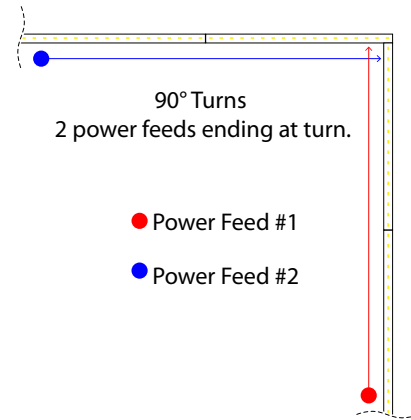 90° Turns
2 power feeds ending at turn.
Power Feed #1
Power Feed #2